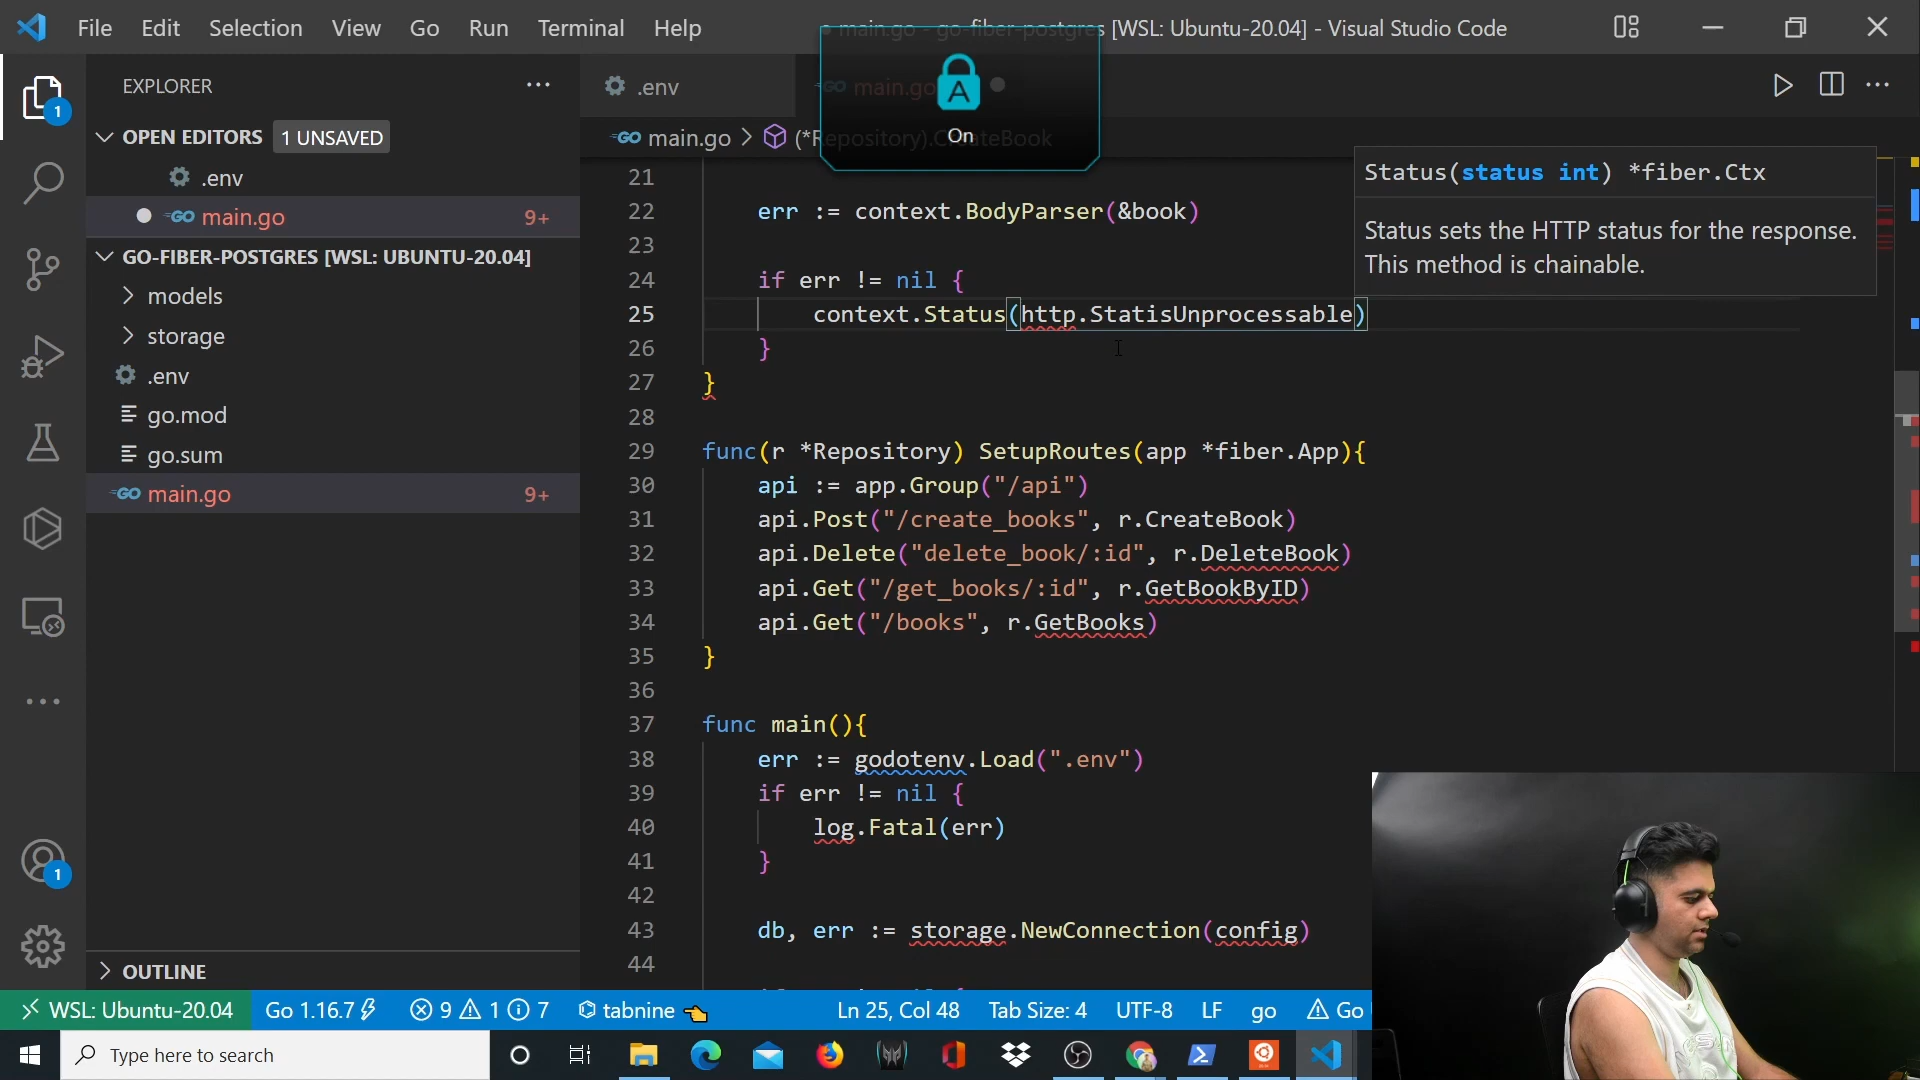 File Edit Selection View Go Run Terminal Help
main.go - go-fiber-postgres [WSL: Ubuntu-20.04] - Visual Studio Code
A
On
EXPLORER
OPEN EDITORS 1 UNSAVED
.env
main.go 9+
GO-FIBER-POSTGRES [WSL: UBUNTU-20.04]
models
storage
.env
go.mod
go.sum
main.go 9+
OUTLINE
1
1
.env
main.go
main.go > (*Repository).CreateBook
Status(status int) *fiber.Ctx
Status sets the HTTP status for the response.
This method is chainable.
21
22 err := context.BodyParser(&book)
23
24 if err != nil {
25 context.Status(http.StatisUnprocessable)
26 }
27 }
28
29 func(r *Repository) SetupRoutes(app *fiber.App){
30 api := app.Group("/api")
31 api.Post("/create_books", r.CreateBook)
32 api.Delete("delete_book/:id", r.DeleteBook)
33 api.Get("/get_books/:id", r.GetBookByID)
34 api.Get("/books", r.GetBooks)
35 }
36
37 func main(){
38 err := godotenv.Load(".env")
39 if err != nil {
40 log.Fatal(err)
41 }
42
43 db, err := storage.NewConnection(config)
44
WSL: Ubuntu-20.04 Go 1.16.7 9 1 7 tabnine Ln 25, Col 48 Tab Size: 4 UTF-8 LF go Go
Type here to search